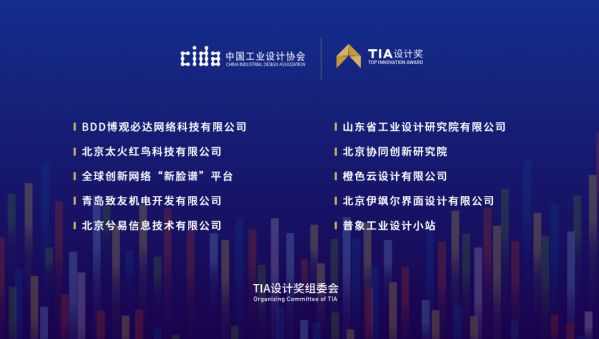 cida 中国工业设计协会
CHINA INDUSTRIAL DESIGN ASSOCIATION
TIA设计奖
TOP INNOVATION AWARD
BDD博观必达网络科技有限公司
北京太火红鸟科技有限公司
全球创新网络“新脸谱”平台
青岛致友机电开发有限公司
北京兮易信息技术有限公司
山东省工业设计研究院有限公司
北京协同创新研究院
橙色云设计有限公司
北京伊飒尔界面设计有限公司
普象工业设计小站
TIA设计奖组委会
Organizing Committee of TIA